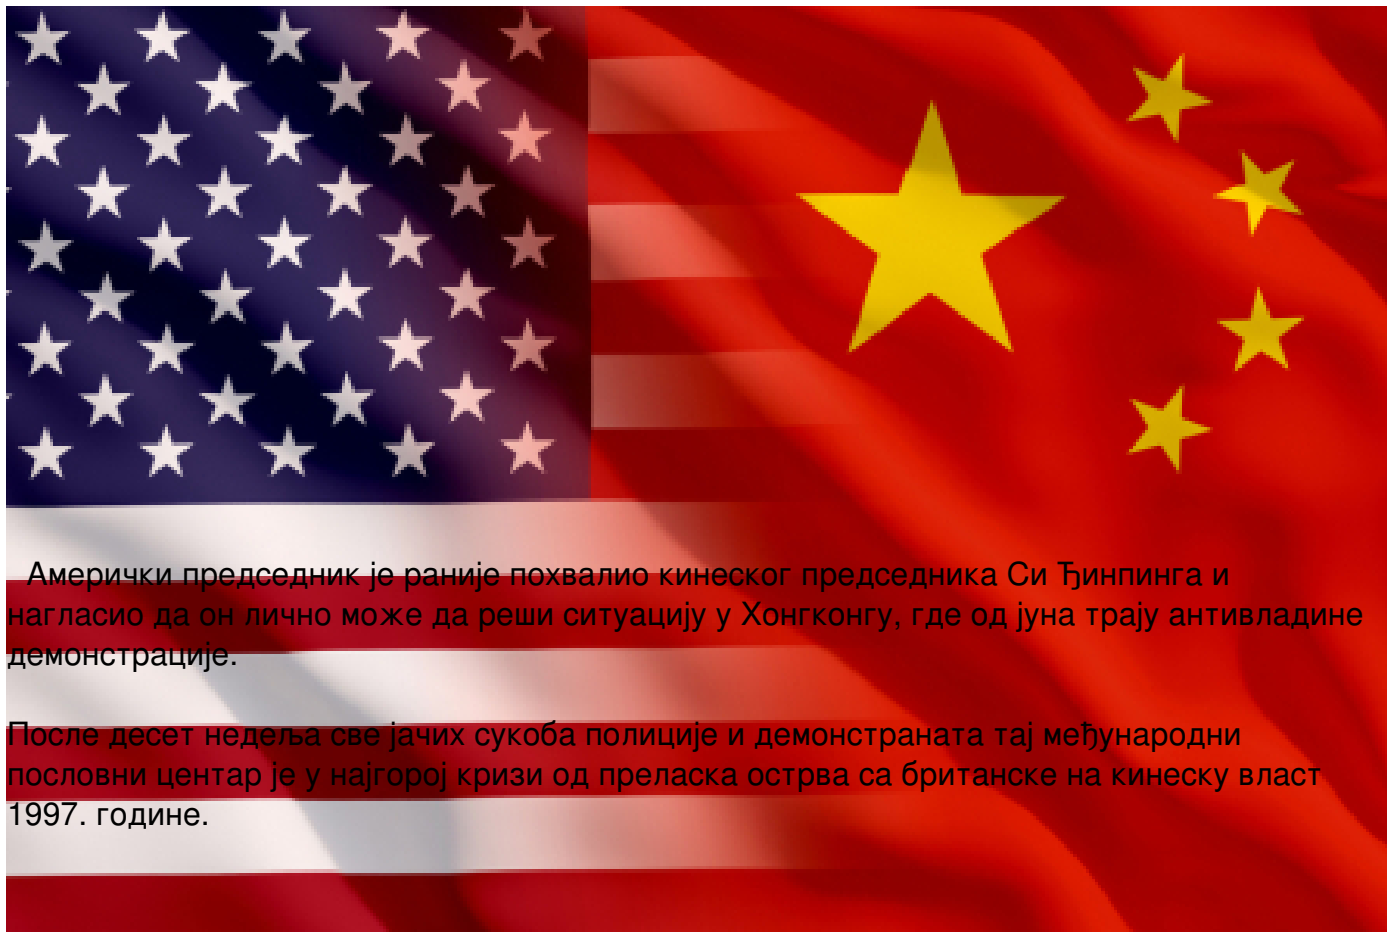 Амерички председник је раније похвалио кинеског председника Си Ђинпинга и
нагласио да он лично може да реши ситуацију у Хонгконгу, где од јуна трају антивладине
демонстрације.
После десет недеља све јачих сукоба полиције и демонстраната тај међународни
пословни центар је у најгорој кризи од преласка острва са британске на кинеску власт
1997. године.